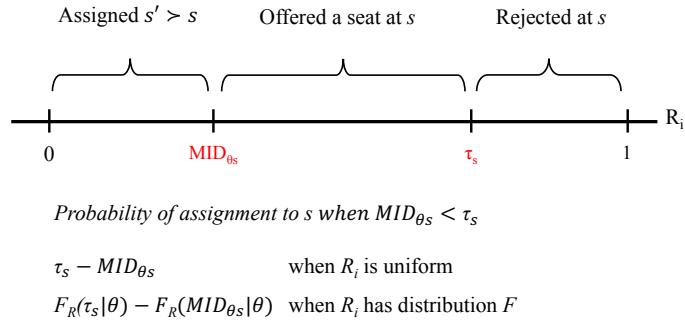 Assigned s′ ≻ s Offered a seat at s Rejected at s
R_i
0 MID_θs τ_s 1
Probability of assignment to s when MID_θs < τ_s
τ_s − MID_θs when R_i is uniform
F_R(τ_s|θ) − F_R(MID_θs|θ) when R_i has distribution F